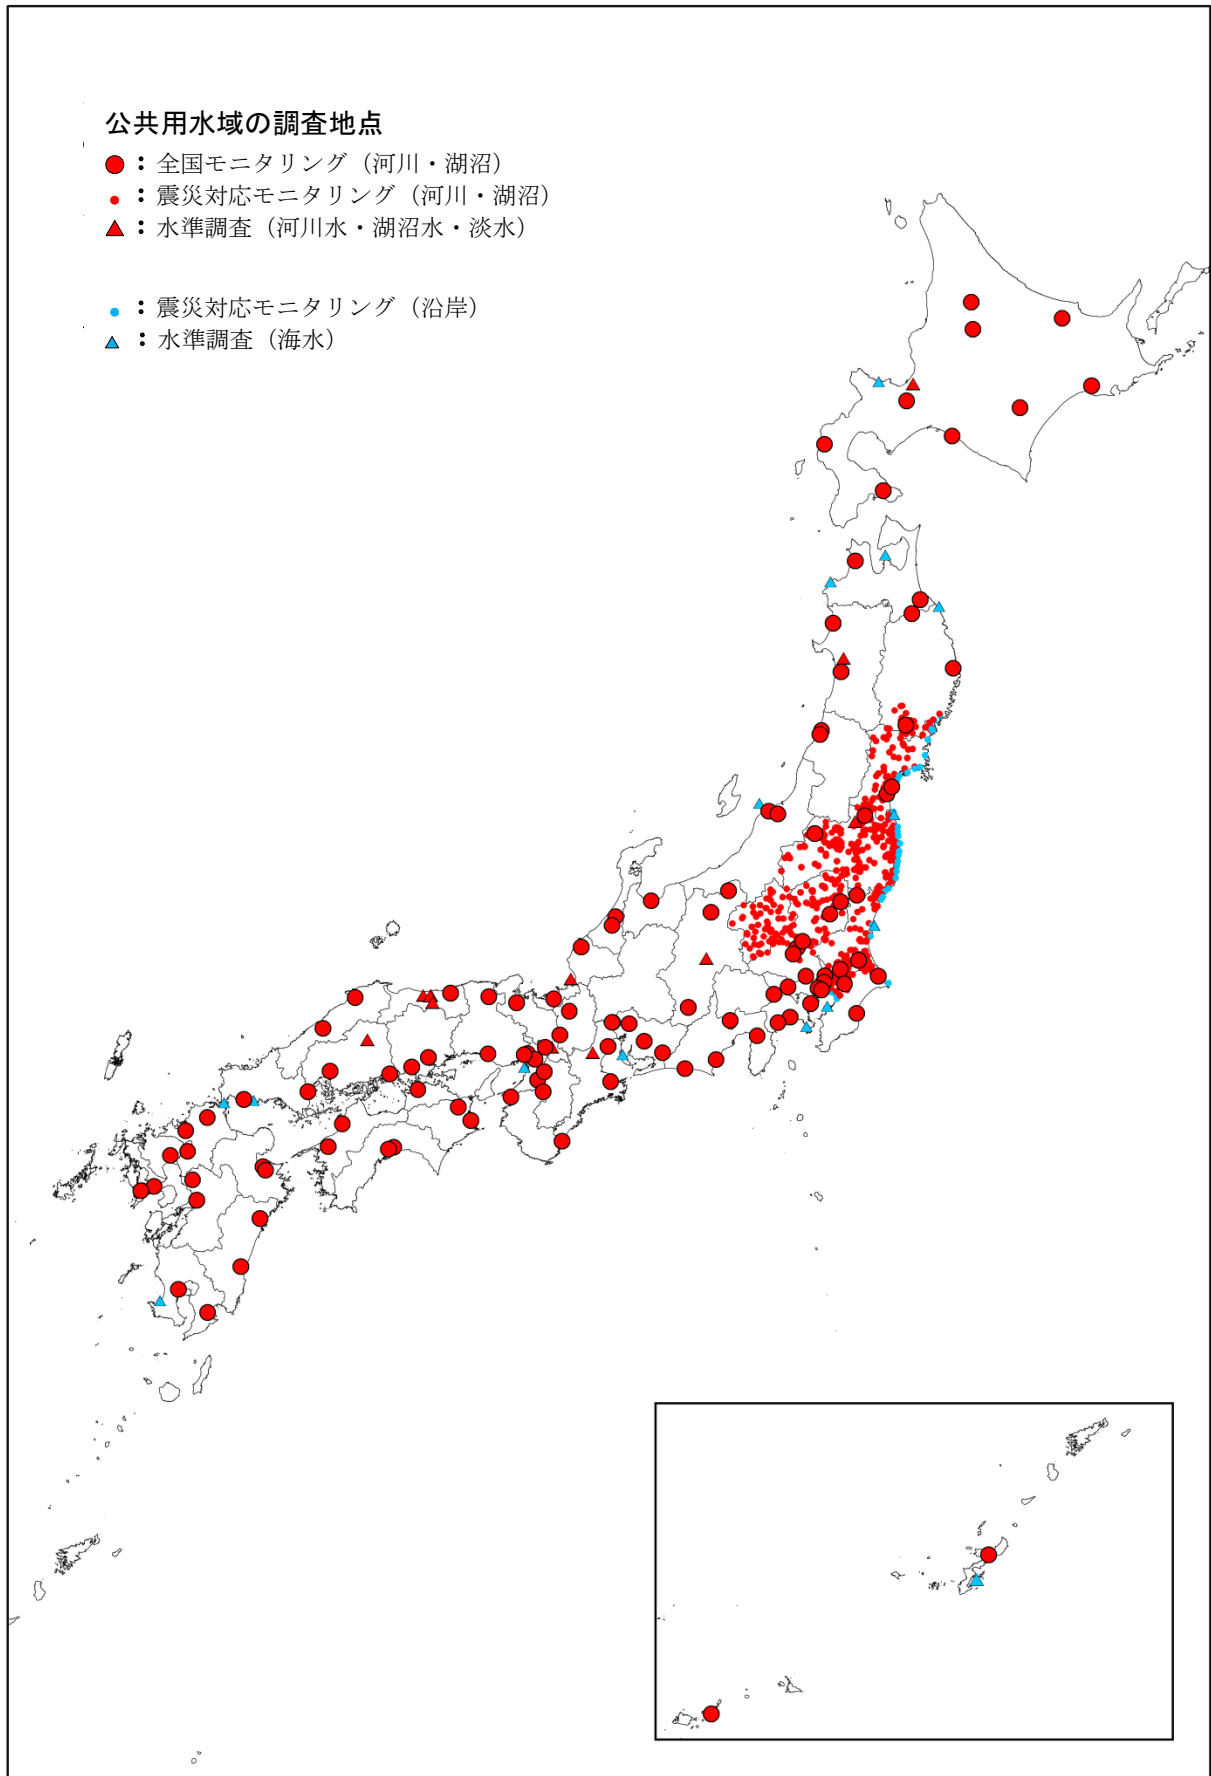 公共用水域の調査地点
：全国モニタリング（河川・湖沼）
：震災対応モニタリング（河川・湖沼）
：水準調査（河川水・湖沼水・淡水）
：震災対応モニタリング（沿岸）
：水準調査（海水）